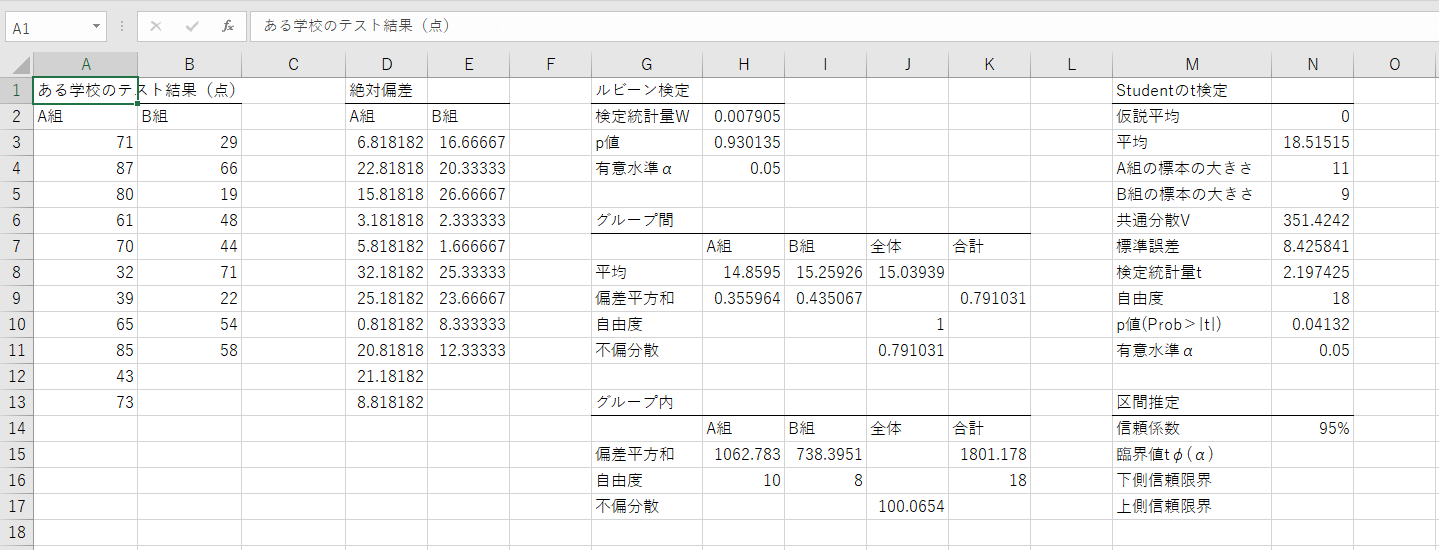 A1 fx ある学校のテスト結果（点）
A B C D E F G H I J K L M N O
1 ある学校のテスト結果（点） 絶対偏差 ルビーン検定 Studentのt検定
2 A組 B組 A組 B組 検定統計量W 0.007905 仮説平均 0
3 71 29 6.818182 16.66667 p値 0.930135 平均 18.51515
4 87 66 22.81818 20.33333 有意水準α 0.05 A組の標本の大きさ 11
5 80 19 15.81818 26.66667 B組の標本の大きさ 9
6 61 48 3.181818 2.333333 グループ間 共通分散V 351.4242
7 70 44 5.818182 1.666667 A組 B組 全体 合計 標準誤差 8.425841
8 32 71 32.18182 25.33333 平均 14.8595 15.25926 15.03939 検定統計量t 2.197425
9 39 22 25.18182 23.66667 偏差平方和 0.355964 0.435067 0.791031 自由度 18
10 65 54 0.818182 8.333333 自由度 1 p値(Prob＞|t|) 0.04132
11 85 58 20.81818 12.33333 不偏分散 0.791031 有意水準α 0.05
12 43 21.18182
13 73 8.818182 グループ内 区間推定
14 A組 B組 全体 合計 信頼係数 95%
15 偏差平方和 1062.783 738.3951 1801.178 臨界値tφ(α)
16 自由度 10 8 18 下側信頼限界
17 不偏分散 100.0654 上側信頼限界
18